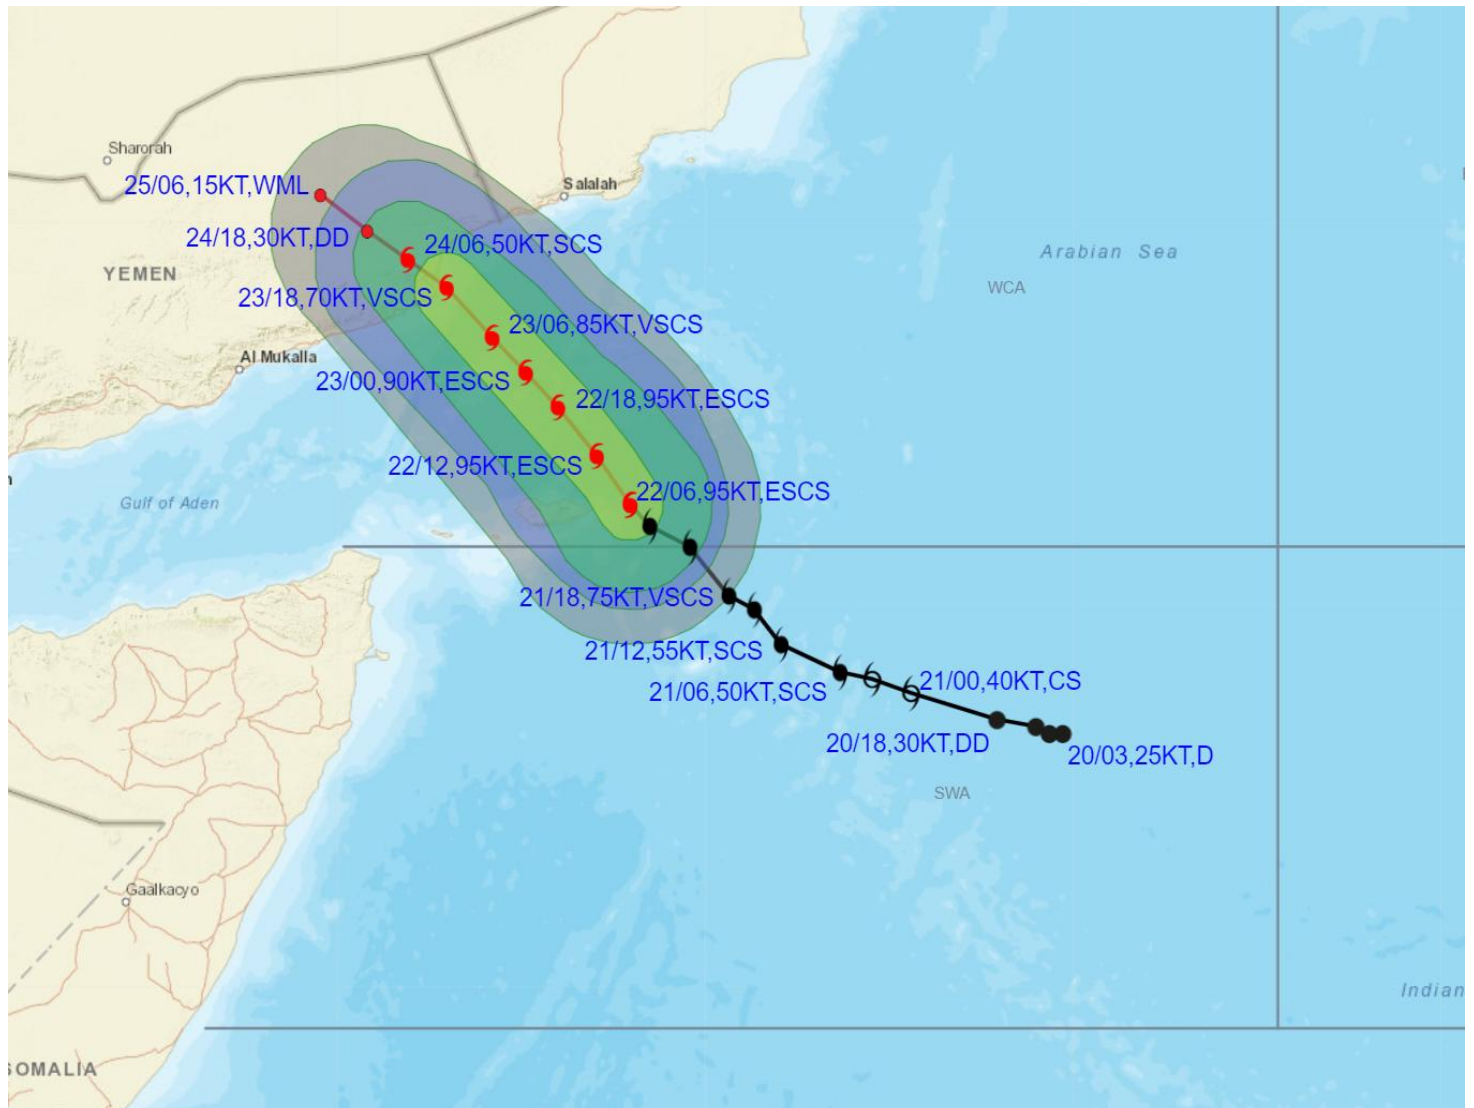 Sharorah
25/06,15KT,WML
Salalah
24/18,30KT,DD
24/06,50KT,SCS
Arabian Sea
YEMEN
WCA
23/18,70KT,VSCS
23/06,85KT,VSCS
Al Mukalla
23/00,90KT,ESCS
22/18,95KT,ESCS
22/12,95KT,ESCS
22/06,95KT,ESCS
Gulf of Aden
21/18,75KT,VSCS
21/12,55KT,SCS
21/06,50KT,SCS
21/00,40KT,CS
20/18,30KT,DD
20/03,25KT,D
SWA
Gaalkacyo
Indian
SOMALIA